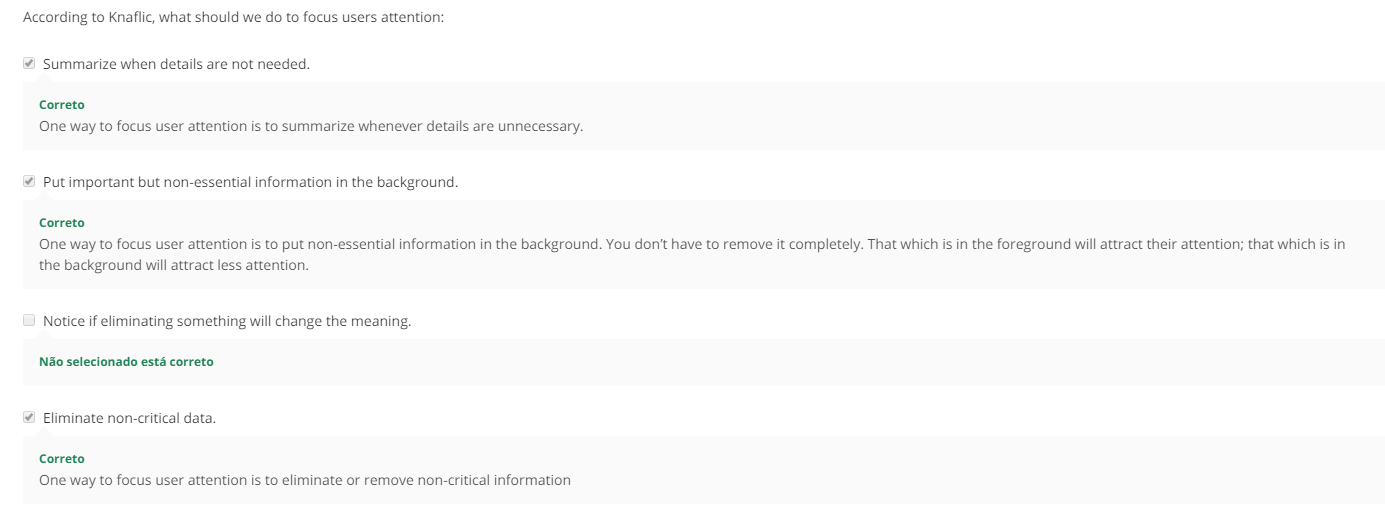 According to Knaflic, what should we do to focus users attention:
Summarize when details are not needed.
Correto
One way to focus user attention is to summarize whenever details are unnecessary.
Put important but non-essential information in the background.
Correto
One way to focus user attention is to put non-essential information in the background. You don’t have to remove it completely. That which is in the foreground will attract their attention; that which is in
the background will attract less attention.
Notice if eliminating something will change the meaning.
Não selecionado está correto
Eliminate non-critical data.
Correto
One way to focus user attention is to eliminate or remove non-critical information